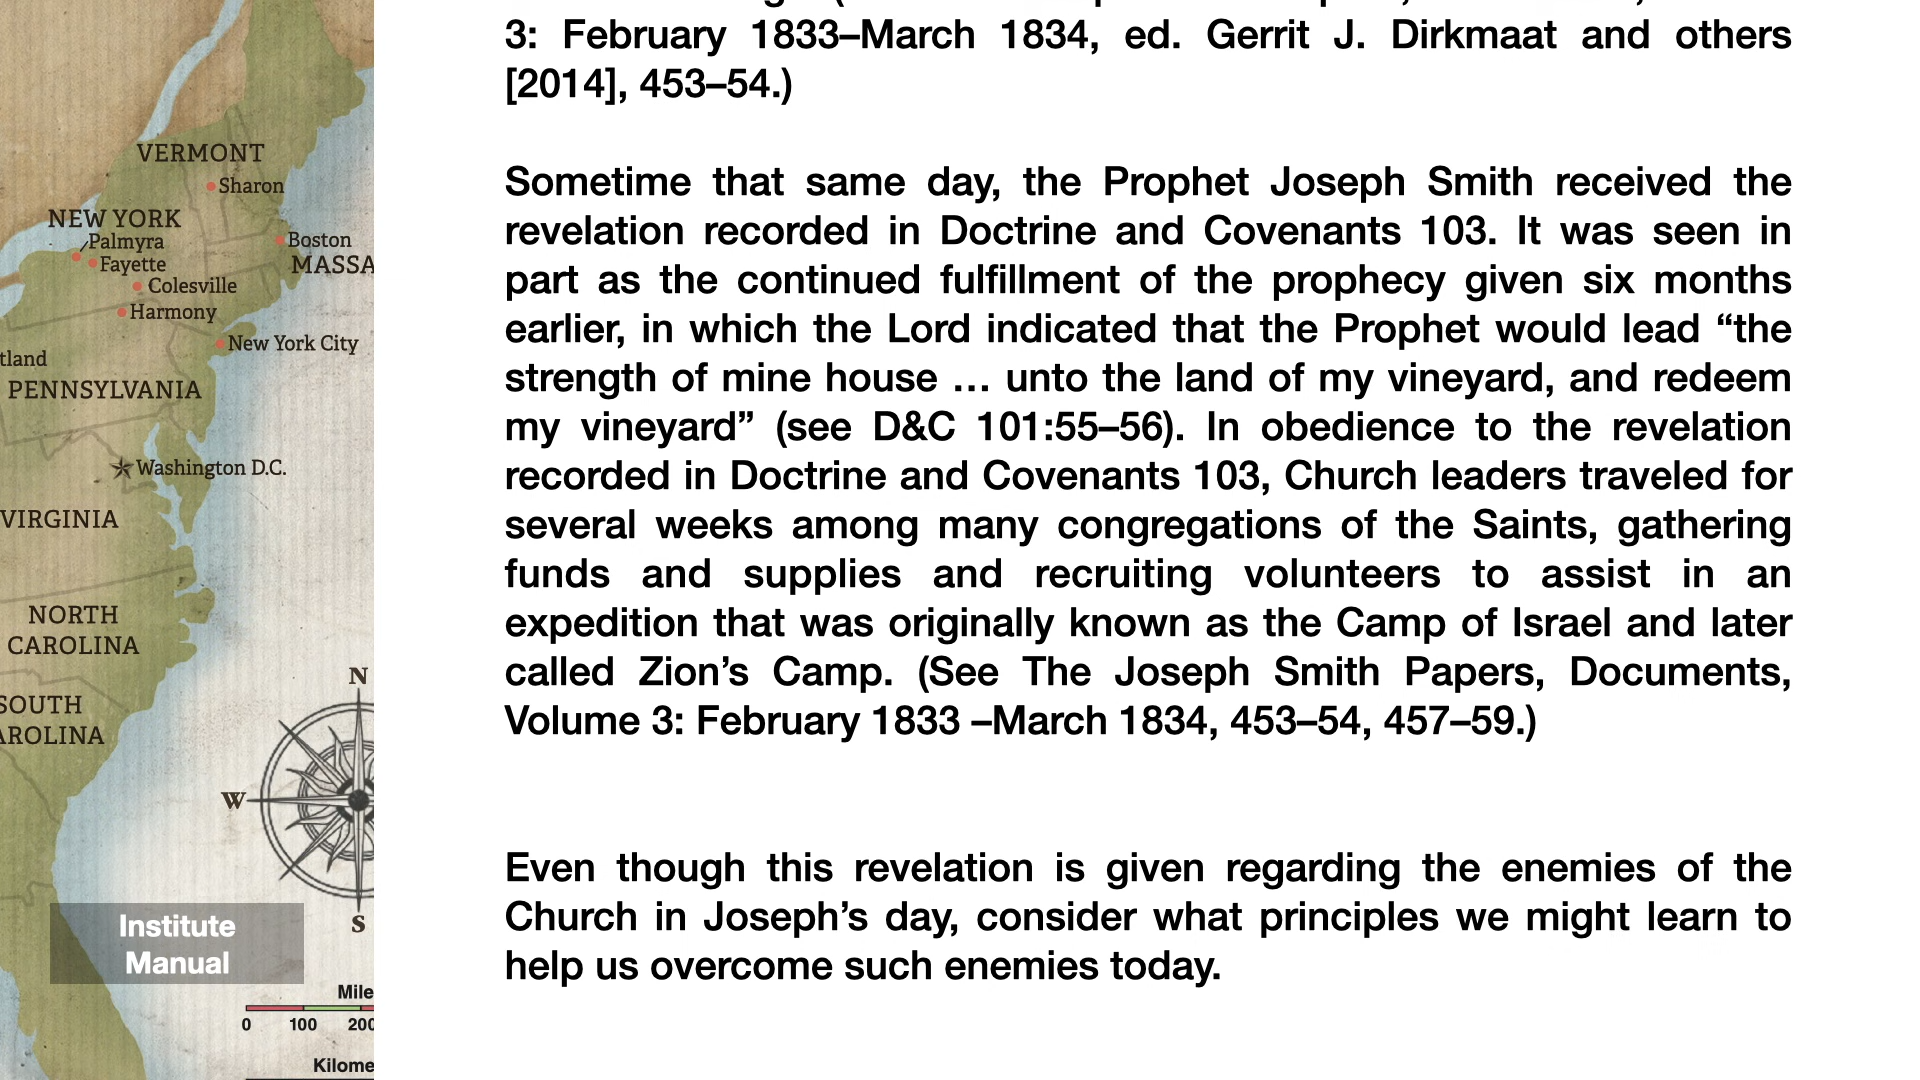 3: February 1833–March 1834, ed. Gerrit J. Dirkmaat and others
[2014], 453–54.)
Sometime that same day, the Prophet Joseph Smith received the
revelation recorded in Doctrine and Covenants 103. It was seen in
part as the continued fulfillment of the prophecy given six months
earlier, in which the Lord indicated that the Prophet would lead “the
strength of mine house … unto the land of my vineyard, and redeem
my vineyard” (see D&C 101:55–56). In obedience to the revelation
recorded in Doctrine and Covenants 103, Church leaders traveled for
several weeks among many congregations of the Saints, gathering
funds and supplies and recruiting volunteers to assist in an
expedition that was originally known as the Camp of Israel and later
called Zion’s Camp. (See The Joseph Smith Papers, Documents,
Volume 3: February 1833 –March 1834, 453–54, 457–59.)
Even though this revelation is given regarding the enemies of the
Church in Joseph’s day, consider what principles we might learn to
help us overcome such enemies today.
VERMONT
Sharon
NEW YORK
Palmyra
Boston
Fayette
MASSA
Colesville
Harmony
New York City
tland
PENNSYLVANIA
Washington D.C.
VIRGINIA
NORTH
CAROLINA
SOUTH
AROLINA
N
W
S
Institute
Manual
Mile
0 100 200
Kilome